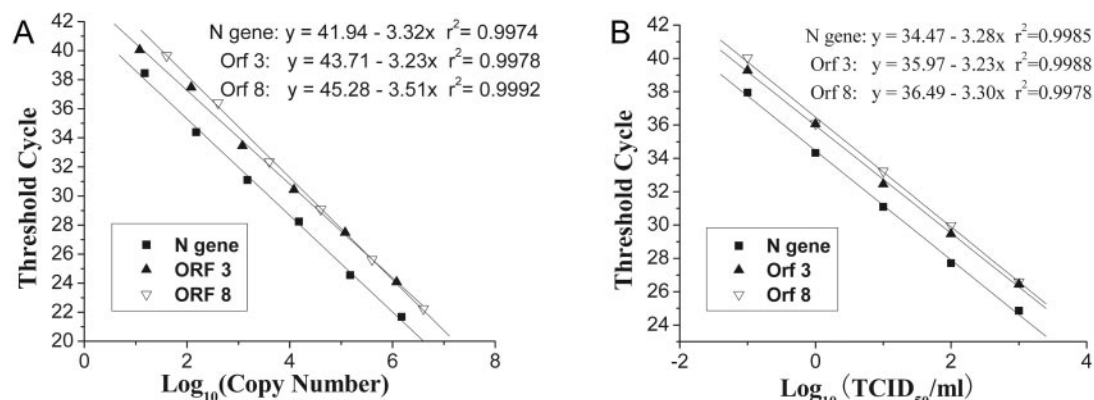 A
N gene: y = 41.94 - 3.32x r² = 0.9974
Orf 3: y = 43.71 - 3.23x r² = 0.9978
Orf 8: y = 45.28 - 3.51x r² = 0.9992
42
40
38
36
34
32
30
28
26
24
22
20
Threshold Cycle
N gene
ORF 3
ORF 8
0 2 4 6 8
Log₁₀(Copy Number)
B
N gene: y = 34.47 - 3.28x r²=0.9985
Orf 3: y = 35.97 - 3.23x r²=0.9988
Orf 8: y = 36.49 - 3.30x r²=0.9978
42
40
38
36
34
32
30
28
26
24
Threshold Cycle
N gene
Orf 3
Orf 8
-2 0 2 4
Log₁₀ (TCID₅₀/ml)